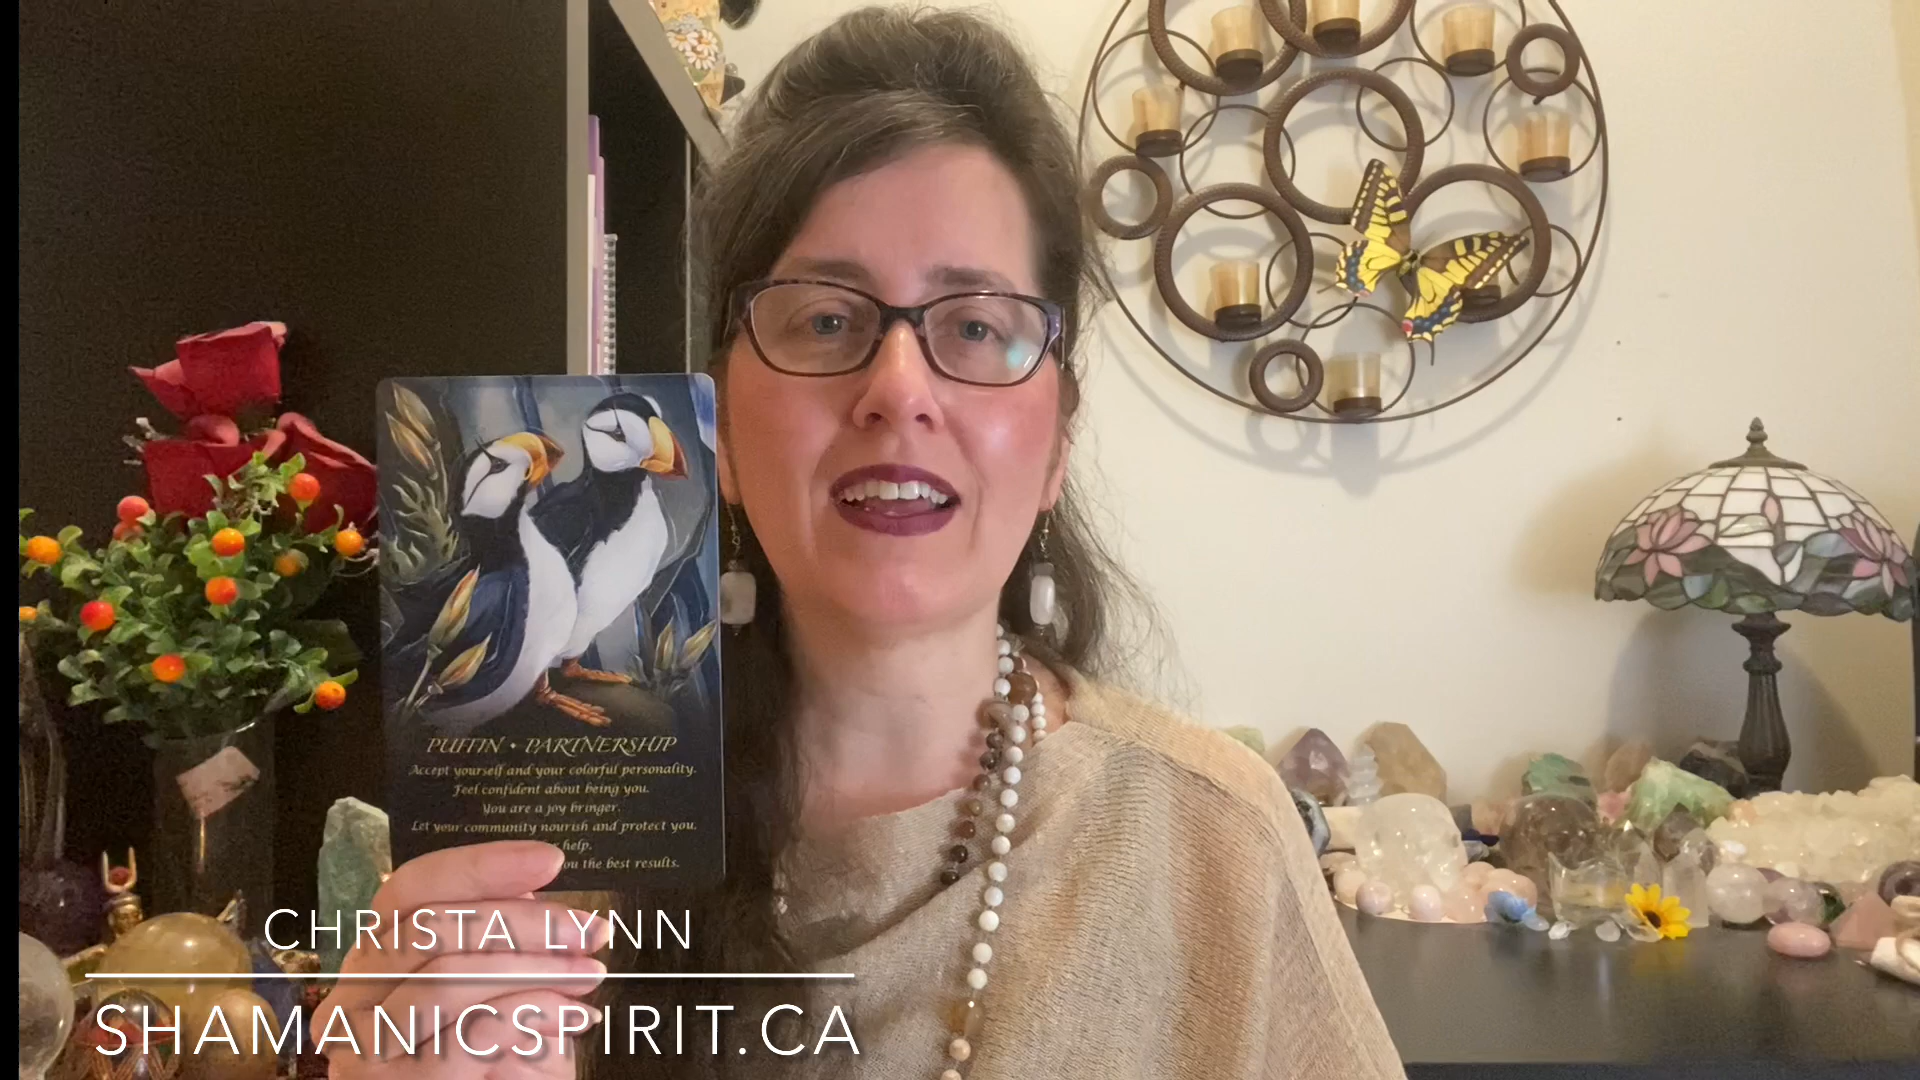 PUFFIN • PARTNERSHIP
Accept yourself and your colorful personality.
Feel confident about being you.
You are a joy bringer.
Let your community nourish and protect you.
help.
you the best results.
CHRISTA LYNN
SHAMANICSPIRIT.CA